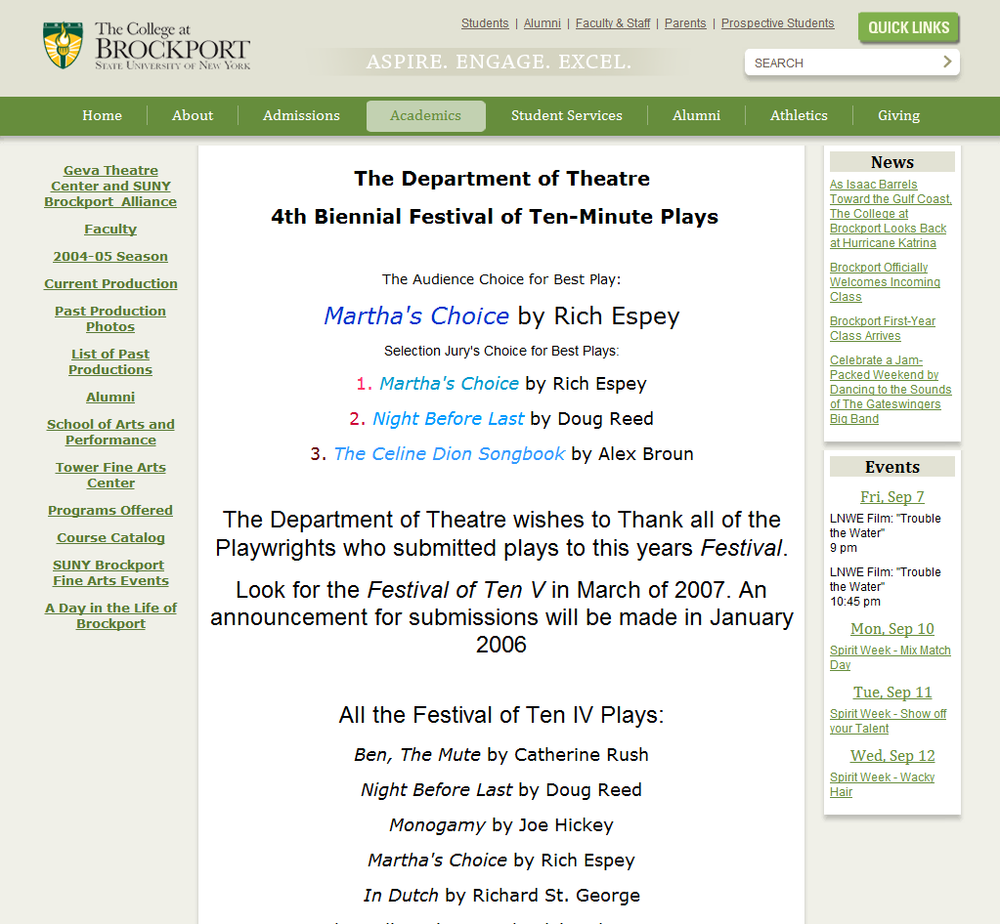 The College at
BROCKPORT
STATE UNIVERSITY OF NEW YORK
Students | Alumni | Faculty & Staff | Parents | Prospective Students
QUICK LINKS
ASPIRE. ENGAGE. EXCEL.
SEARCH
Home
About
Admissions
Academics
Student Services
Alumni
Athletics
Giving
Geva Theatre
Center and SUNY
Brockport Alliance
Faculty
2004-05 Season
Current Production
Past Production
Photos
List of Past
Productions
Alumni
School of Arts and
Performance
Tower Fine Arts
Center
Programs Offered
Course Catalog
SUNY Brockport
Fine Arts Events
A Day in the Life of
Brockport
The Department of Theatre
4th Biennial Festival of Ten-Minute Plays
The Audience Choice for Best Play:
Martha's Choice by Rich Espey
Selection Jury's Choice for Best Plays:
1. Martha's Choice by Rich Espey
2. Night Before Last by Doug Reed
3. The Celine Dion Songbook by Alex Broun
The Department of Theatre wishes to Thank all of the
Playwrights who submitted plays to this years Festival.
Look for the Festival of Ten V in March of 2007. An
announcement for submissions will be made in January
2006
All the Festival of Ten IV Plays:
Ben, The Mute by Catherine Rush
Night Before Last by Doug Reed
Monogamy by Joe Hickey
Martha's Choice by Rich Espey
In Dutch by Richard St. George
News
As Isaac Barrels
Toward the Gulf Coast,
The College at
Brockport Looks Back
at Hurricane Katrina
Brockport Officially
Welcomes Incoming
Class
Brockport First-Year
Class Arrives
Celebrate a Jam-
Packed Weekend by
Dancing to the Sounds
of The Gateswingers
Big Band
Events
Fri, Sep 7
LNWE Film: "Trouble
the Water"
9 pm
LNWE Film: "Trouble
the Water"
10:45 pm
Mon, Sep 10
Spirit Week - Mix Match
Day
Tue, Sep 11
Spirit Week - Show off
your Talent
Wed, Sep 12
Spirit Week - Wacky
Hair